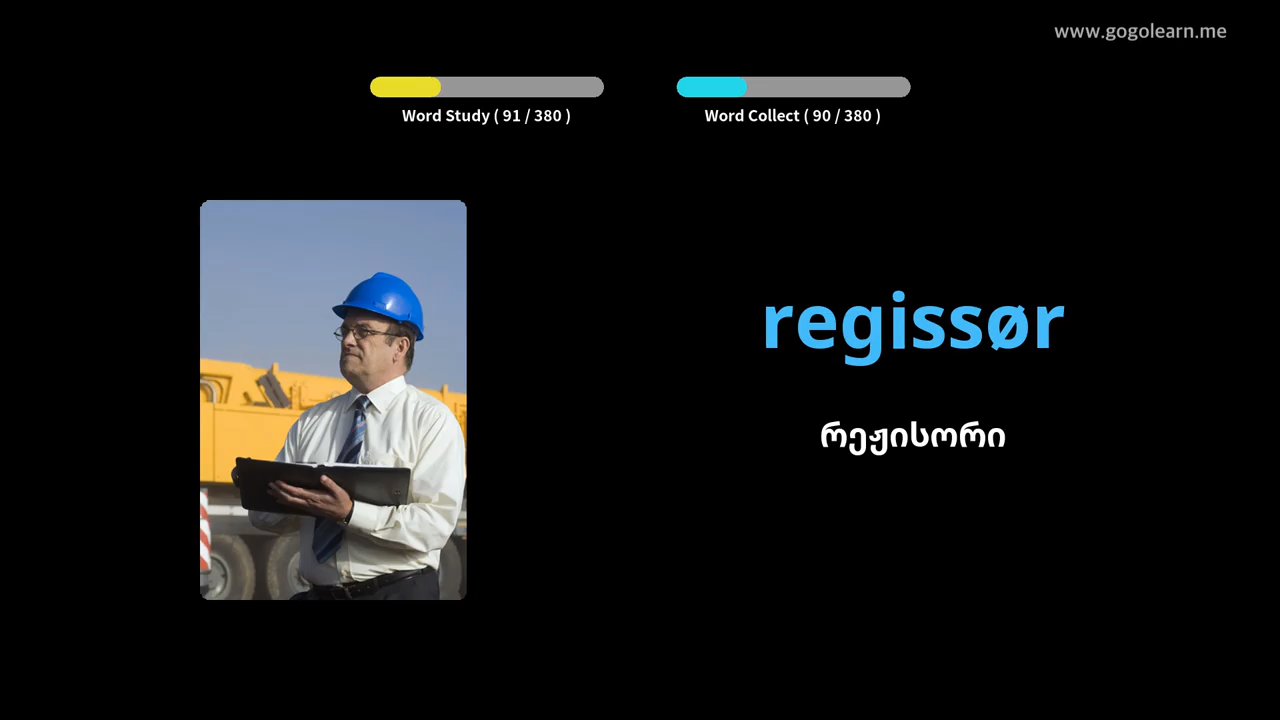 www.gogolearn.me
Word Study ( 91 / 380 )
Word Collect ( 90 / 380 )
regissør
რეჟისორი